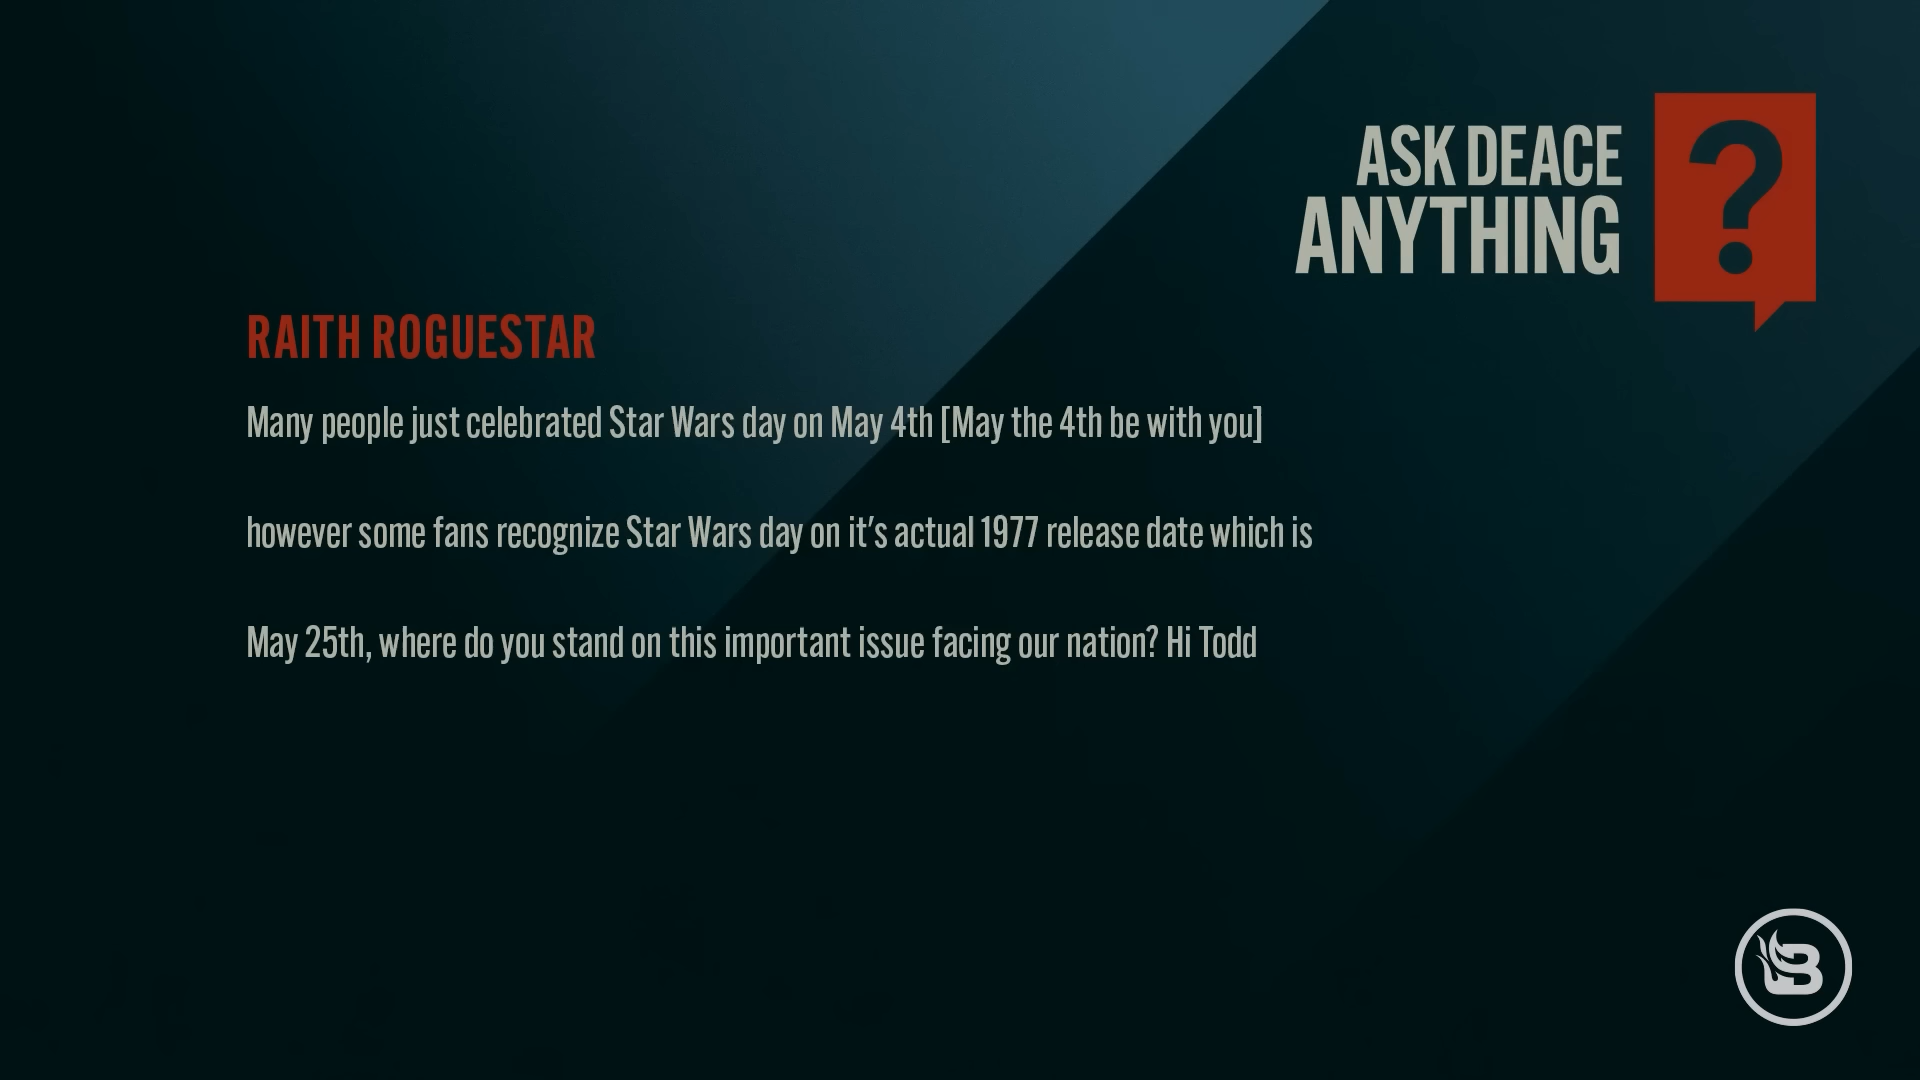 ASK DEACE
ANYTHING
?
RAITH ROGUESTAR
Many people just celebrated Star Wars day on May 4th [May the 4th be with you]
however some fans recognize Star Wars day on it's actual 1977 release date which is
May 25th, where do you stand on this important issue facing our nation? Hi Todd
B